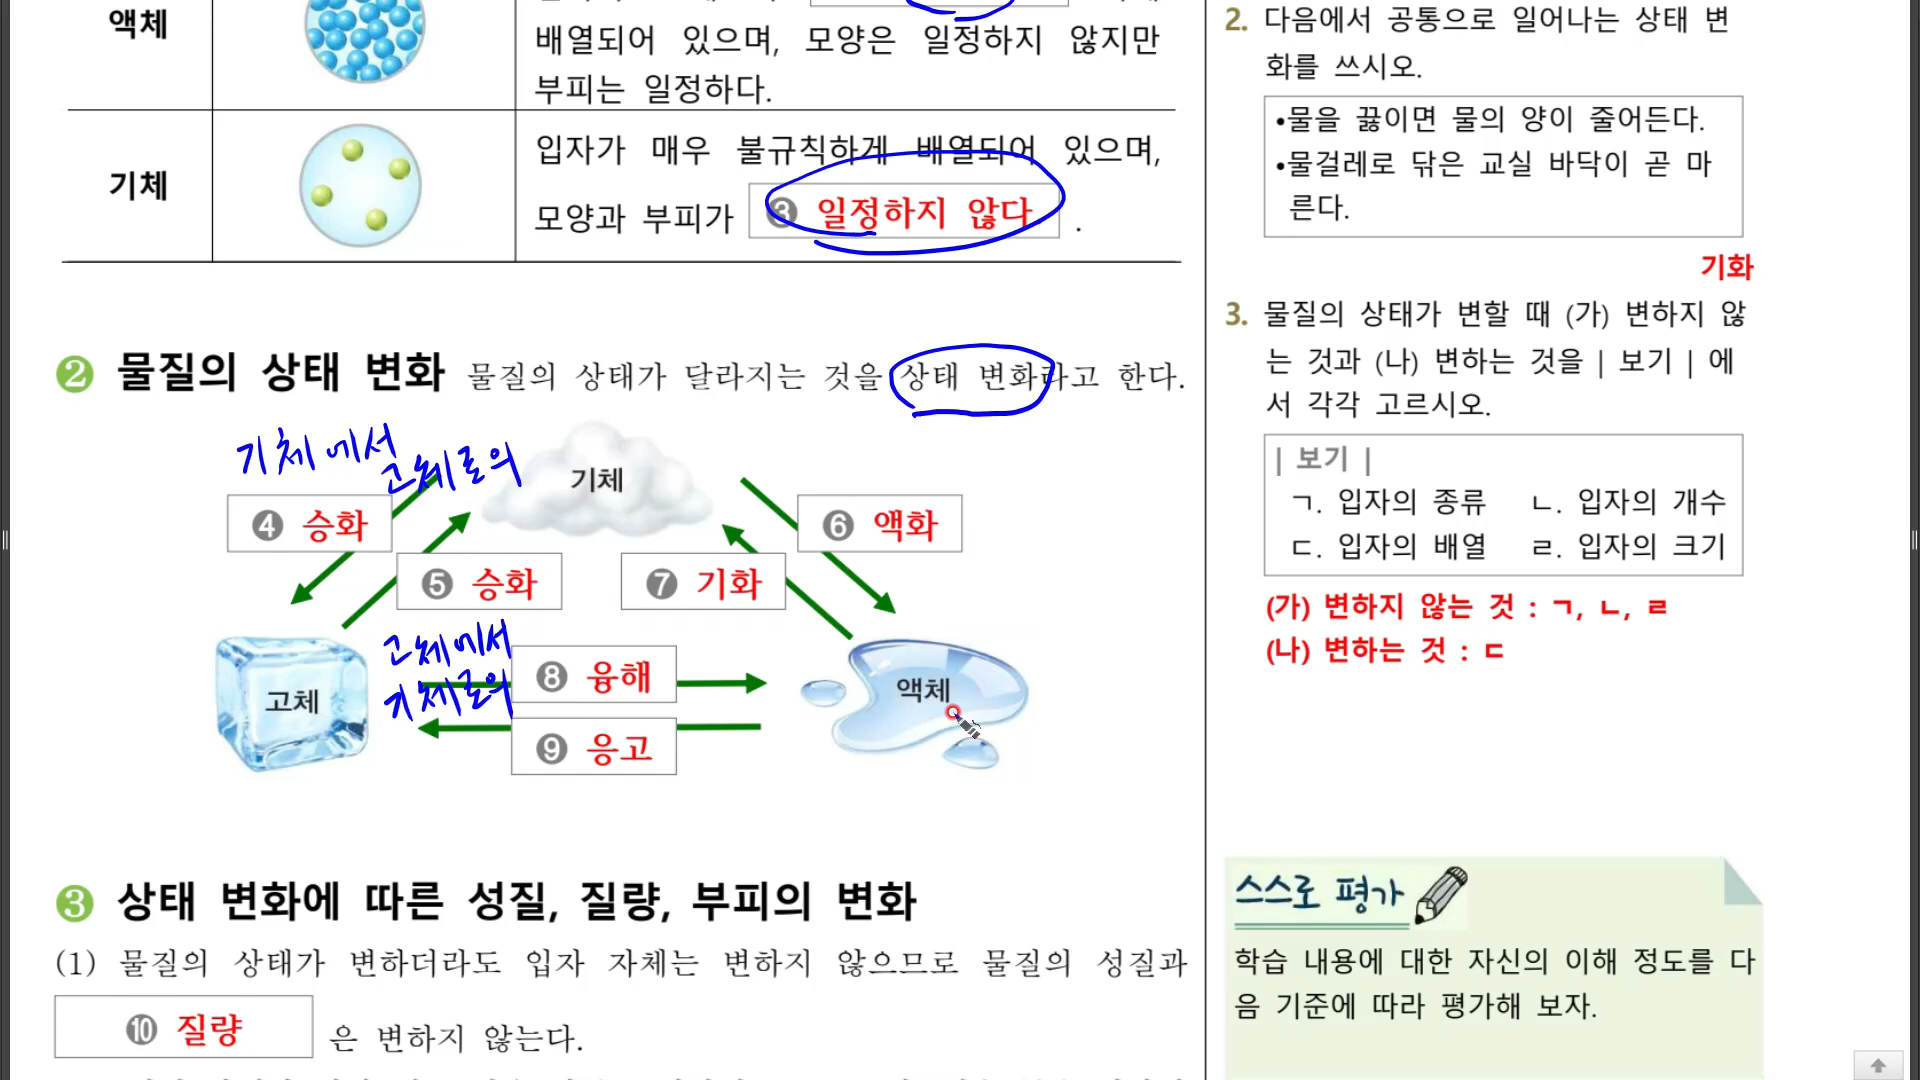 액체
배열되어 있으며, 모양은 일정하지 않지만
부피는 일정하다.
기체
입자가 매우 불규칙하게 배열되어 있으며,
모양과 부피가 ③ 일정하지 않다 .
② 물질의 상태 변화 물질의 상태가 달라지는 것을 상태 변화라고 한다.
기체에서
고체로의
기체
④ 승화
⑥ 액화
⑤ 승화
⑦ 기화
고체에서
기체로의
⑧ 융해
고체
액체
⑨ 응고
③ 상태 변화에 따른 성질, 질량, 부피의 변화
(1) 물질의 상태가 변하더라도 입자 자체는 변하지 않으므로 물질의 성질과
⑩ 질량 은 변하지 않는다.
2. 다음에서 공통으로 일어나는 상태 변
화를 쓰시오.
•물을 끓이면 물의 양이 줄어든다.
•물걸레로 닦은 교실 바닥이 곧 마
른다.
기화
3. 물질의 상태가 변할 때 (가) 변하지 않
는 것과 (나) 변하는 것을 | 보기 | 에
서 각각 고르시오.
| 보기 |
ㄱ. 입자의 종류 ㄴ. 입자의 개수
ㄷ. 입자의 배열 ㄹ. 입자의 크기
(가) 변하지 않는 것 : ㄱ, ㄴ, ㄹ
(나) 변하는 것 : ㄷ
스스로 평가
학습 내용에 대한 자신의 이해 정도를 다
음 기준에 따라 평가해 보자.